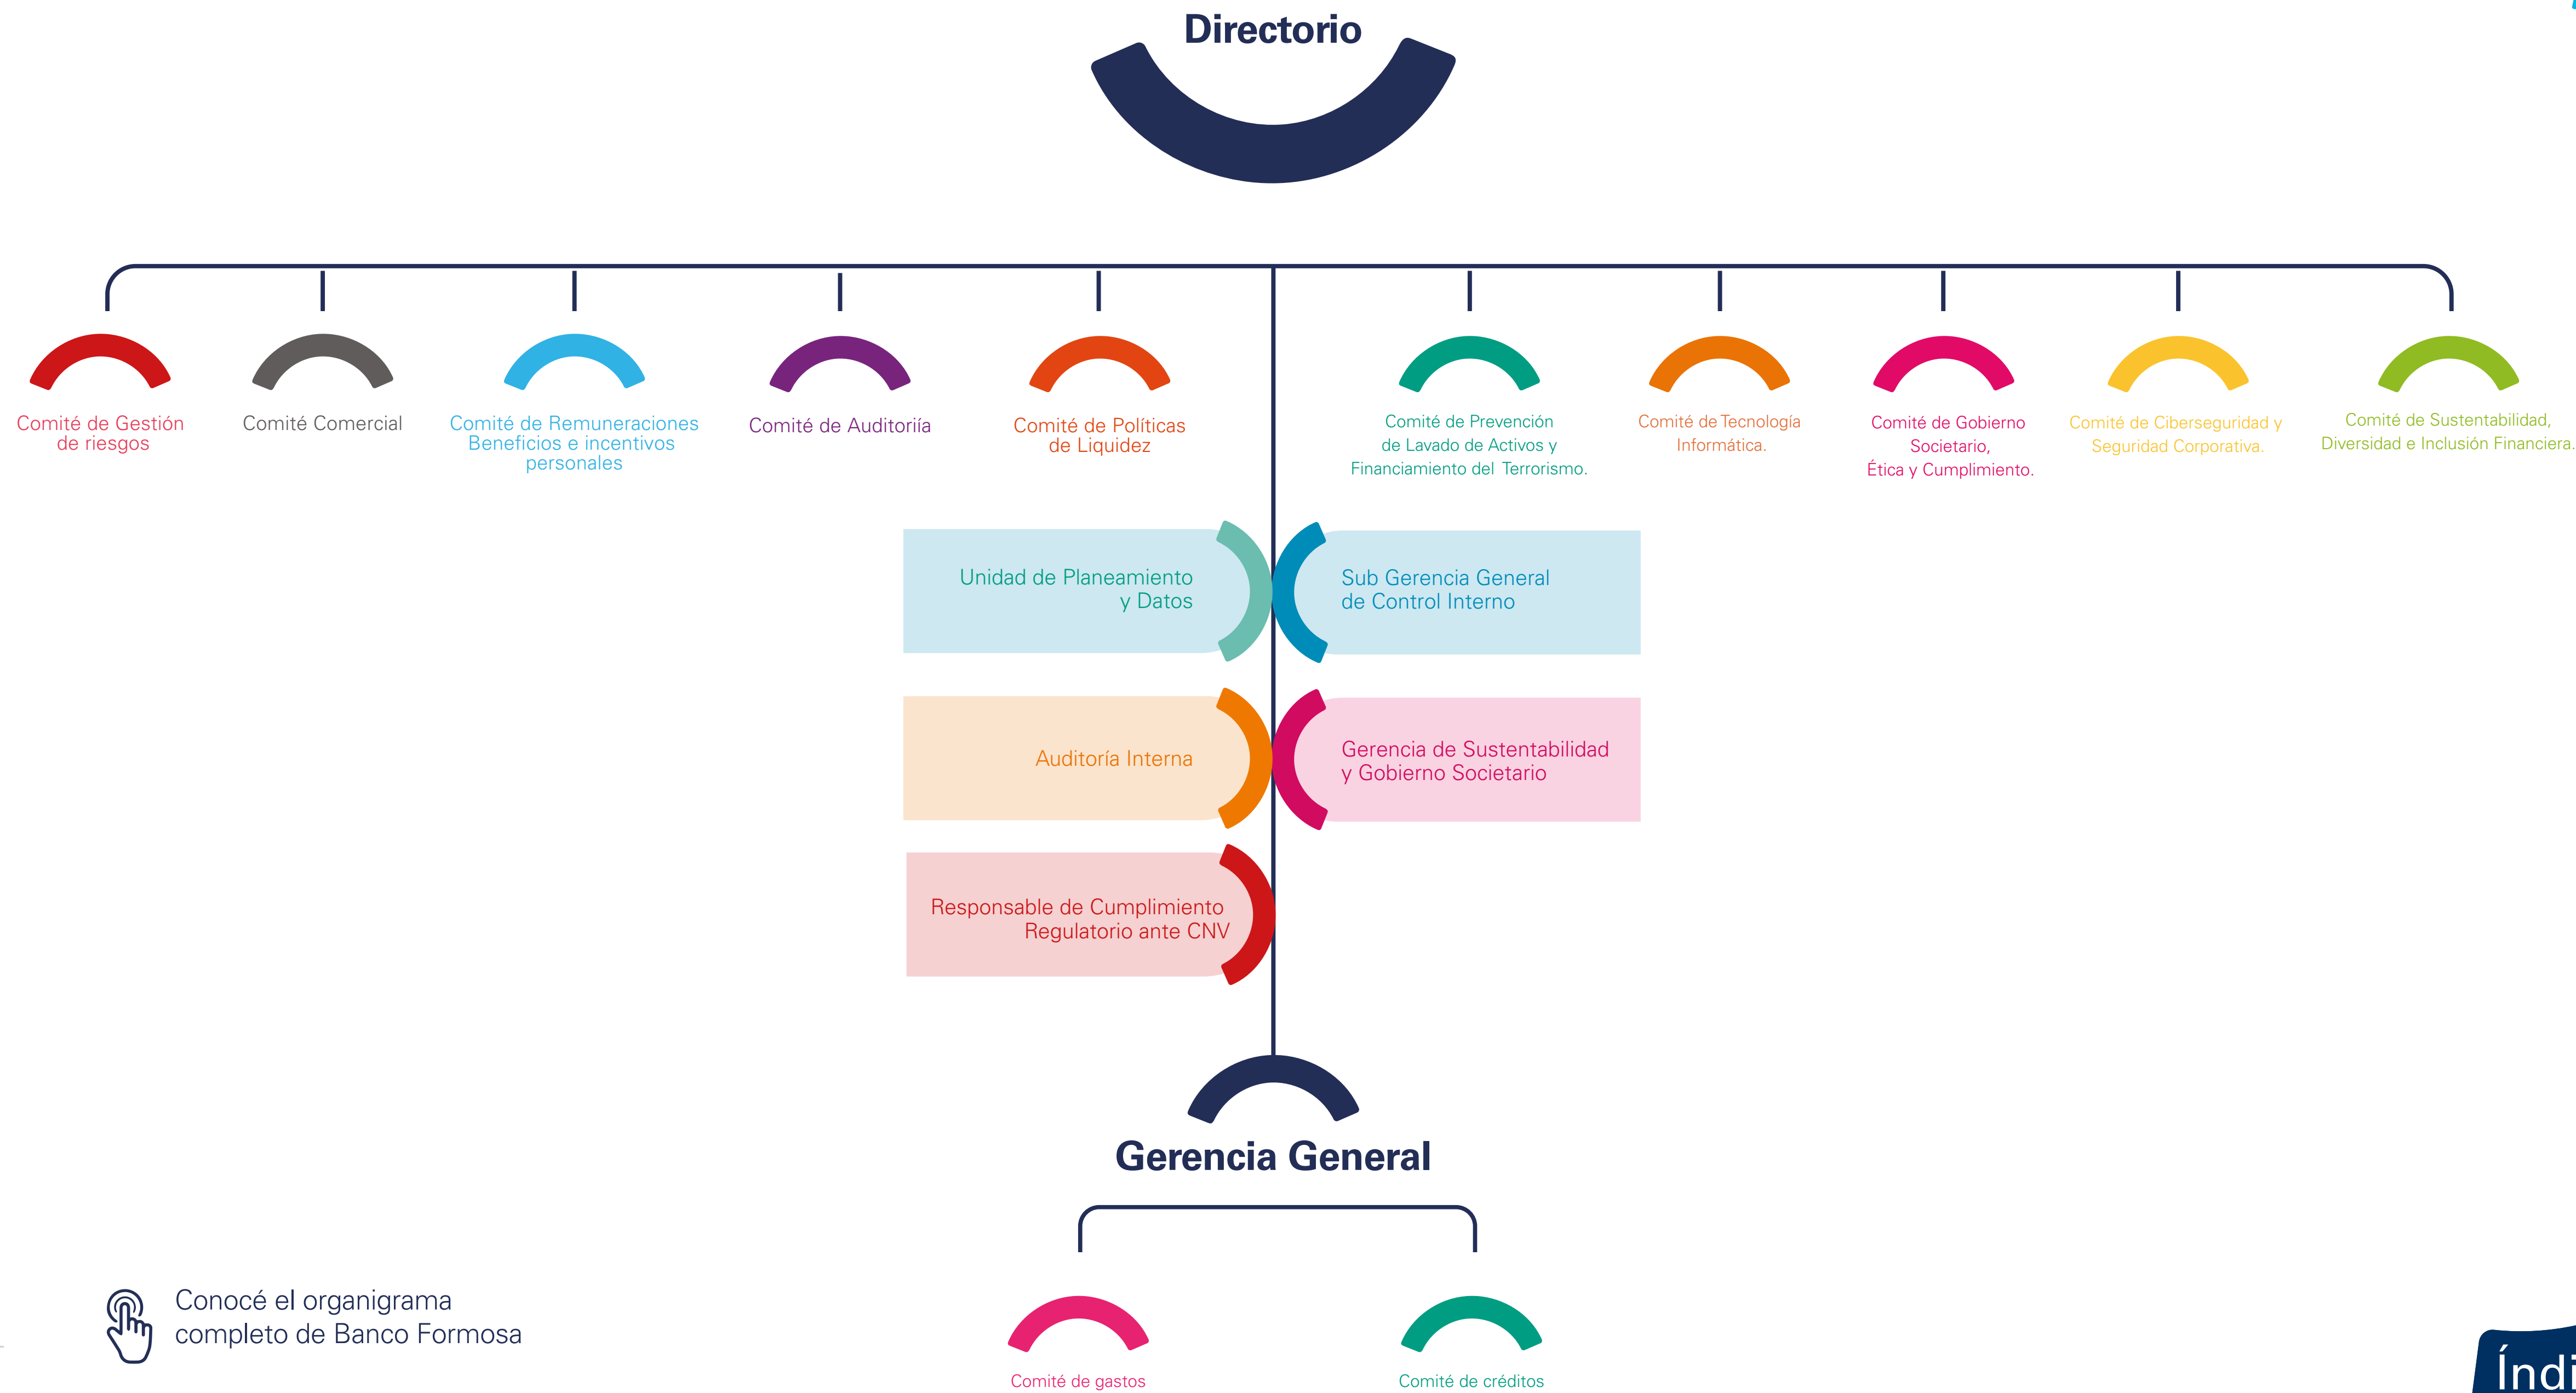 Directorio
Comité de Gestión
de riesgos
Comité Comercial
Comité de Remuneraciones
Beneficios e incentivos
personales
Comité de Auditoriía
Comité de Políticas
de Liquidez
Comité de Prevención
de Lavado de Activos y
Financiamiento del Terrorismo.
Comité de Tecnología
Informática.
Comité de Gobierno
Societario,
Ética y Cumplimiento.
Comité de Ciberseguridad y
Seguridad Corporativa.
Comité de Sustentabilidad,
Diversidad e Inclusión Financiera.
Unidad de Planeamiento
y Datos
Sub Gerencia General
de Control Interno
Auditoría Interna
Gerencia de Sustentabilidad
y Gobierno Societario
Responsable de Cumplimiento
Regulatorio ante CNV
Gerencia General
Comité de gastos
Comité de créditos
Conocé el organigrama
completo de Banco Formosa